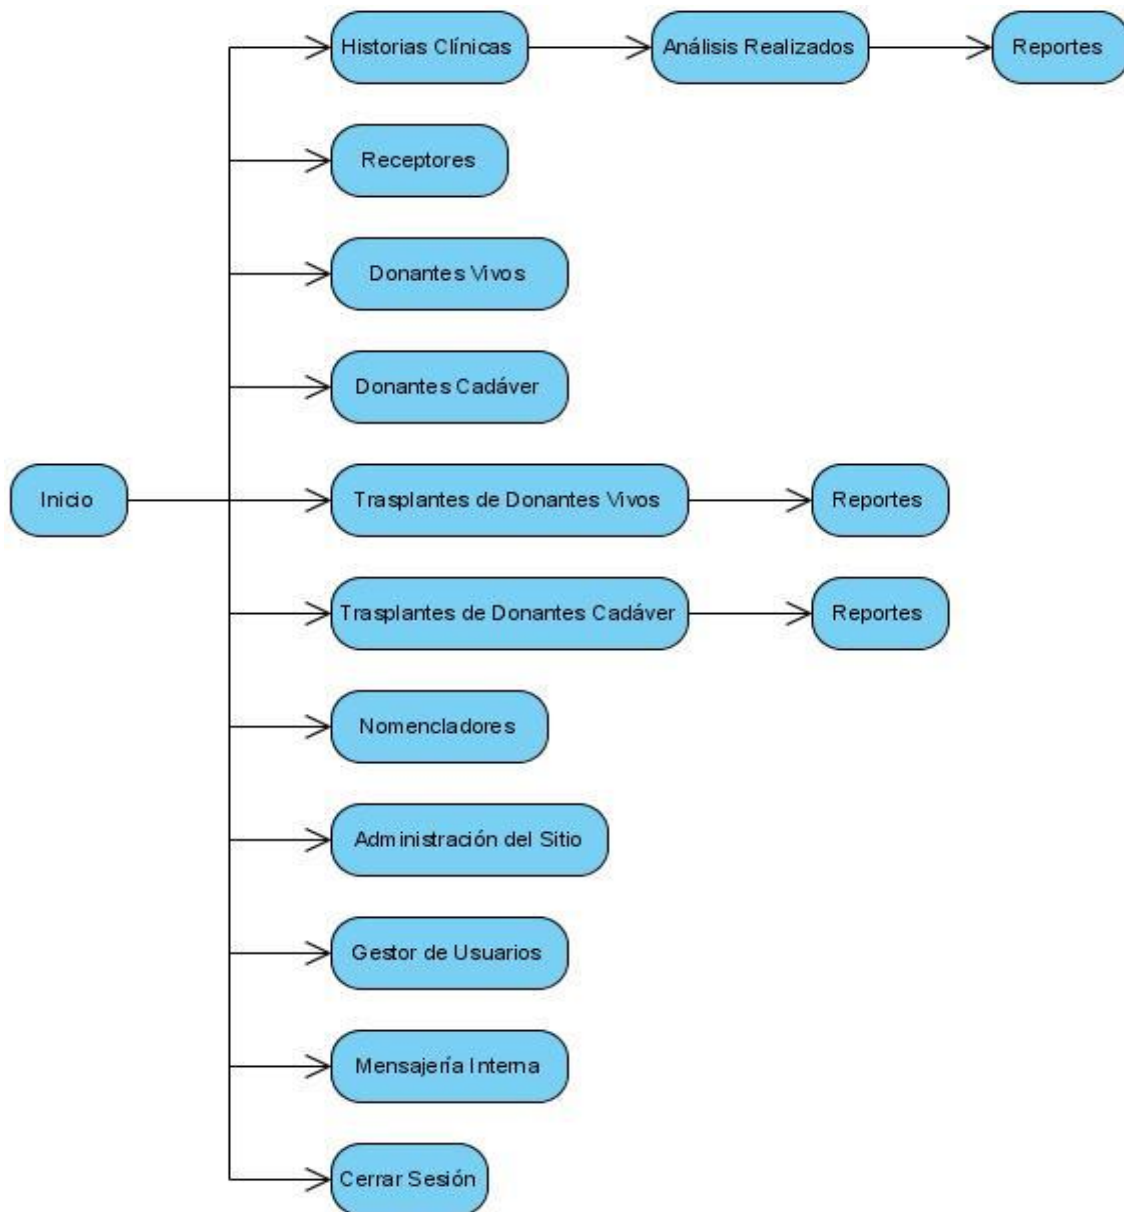 Historias Clínicas
Análisis Realizados
Reportes
Receptores
Donantes Vivos
Donantes Cadáver
Inicio
Trasplantes de Donantes Vivos
Reportes
Trasplantes de Donantes Cadáver
Reportes
Nomencladores
Administración del Sitio
Gestor de Usuarios
Mensajería Interna
Cerrar Sesión